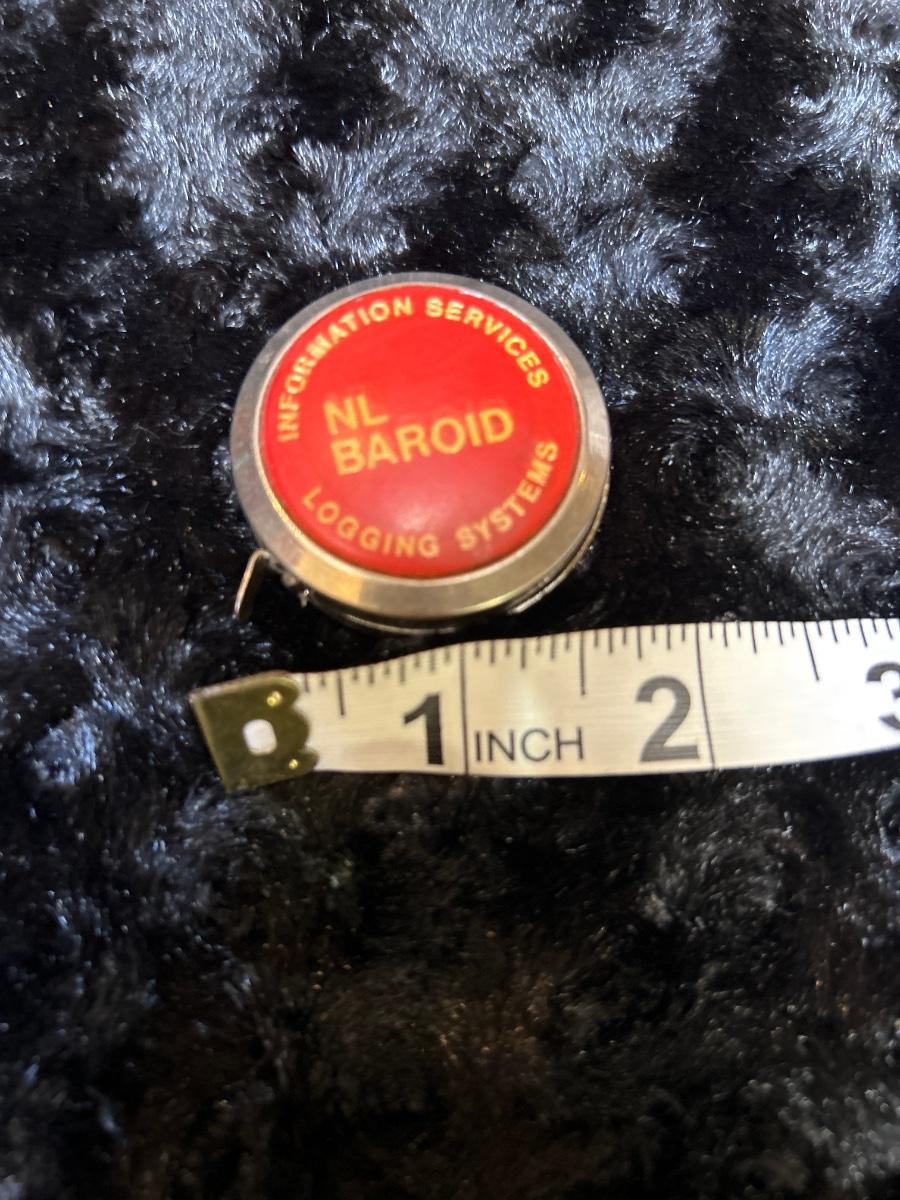 INFORMATION SERVICES
NL
BAROID
LOGGING SYSTEMS
1 INCH 2 3